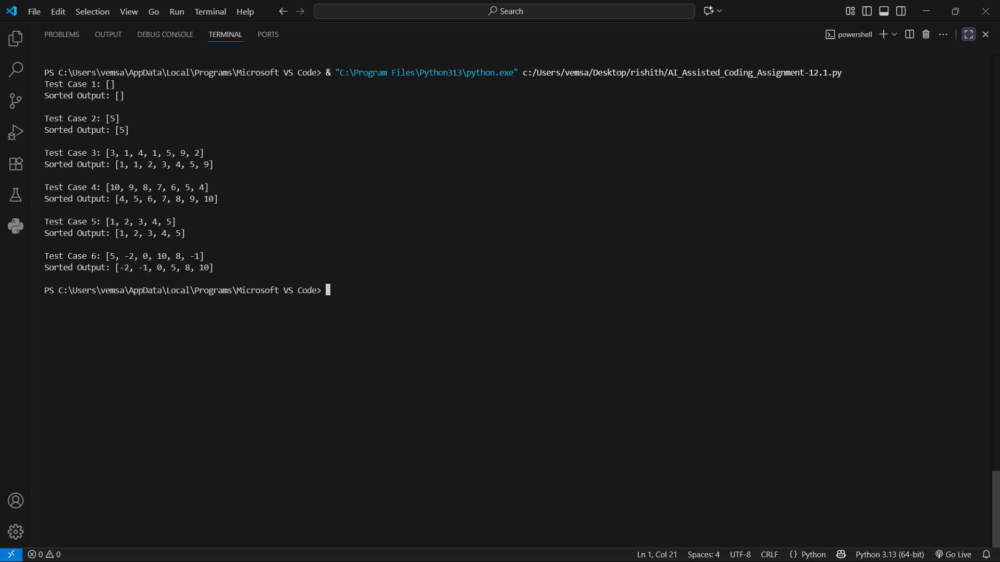 File Edit Selection View Go Run Terminal Help Search
PROBLEMS OUTPUT DEBUG CONSOLE TERMINAL PORTS powershell
PS C:\Users\vemsa\AppData\Local\Programs\Microsoft VS Code> & "C:\Program Files\Python313\python.exe" c:/Users/vemsa/Desktop/rishith/AI_Assisted_Coding_Assignment-12.1.py
Test Case 1: []
Sorted Output: []
Test Case 2: [5]
Sorted Output: [5]
Test Case 3: [3, 1, 4, 1, 5, 9, 2]
Sorted Output: [1, 1, 2, 3, 4, 5, 9]
Test Case 4: [10, 9, 8, 7, 6, 5, 4]
Sorted Output: [4, 5, 6, 7, 8, 9, 10]
Test Case 5: [1, 2, 3, 4, 5]
Sorted Output: [1, 2, 3, 4, 5]
Test Case 6: [5, -2, 0, 10, 8, -1]
Sorted Output: [-2, -1, 0, 5, 8, 10]
PS C:\Users\vemsa\AppData\Local\Programs\Microsoft VS Code>
0 0 Ln 1, Col 21 Spaces: 4 UTF-8 CRLF {} Python Python 3.13 (64-bit) Go Live